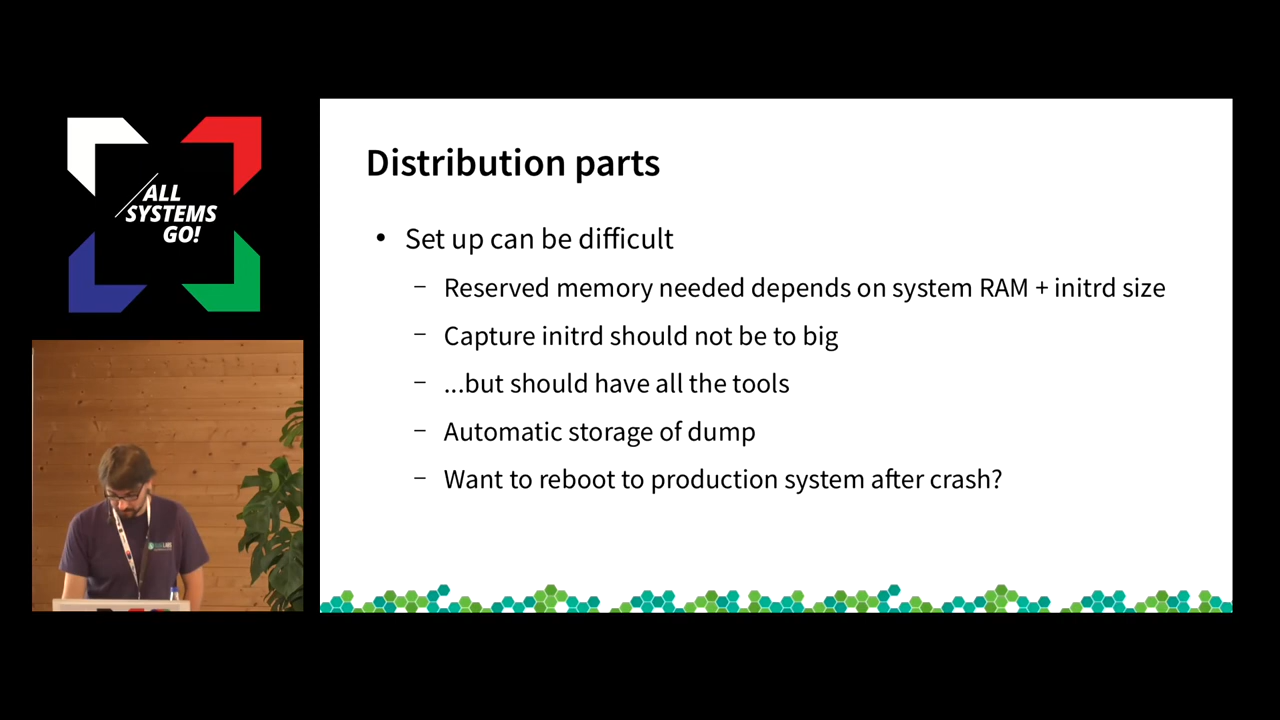 ALL
SYSTEMS
GO!
Distribution parts
• Set up can be difficult
– Reserved memory needed depends on system RAM + initrd size
– Capture initrd should not be to big
– ...but should have all the tools
– Automatic storage of dump
– Want to reboot to production system after crash?